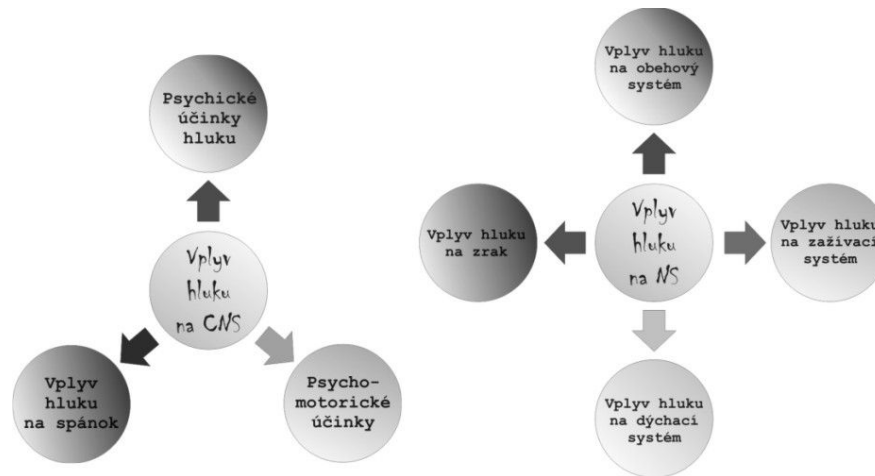 Psychické
účinky
hluku
Vplyv
hluku
na CNS
Vplyv
hluku
na spánok
Psycho-
motorické
účinky
Vplyv hluku
na obehový
systém
Vplyv hluku
na zrak
Vplyv
hluku
na NS
Vplyv hluku
na zažívací
systém
Vplyv hluku
na dýchací
systém